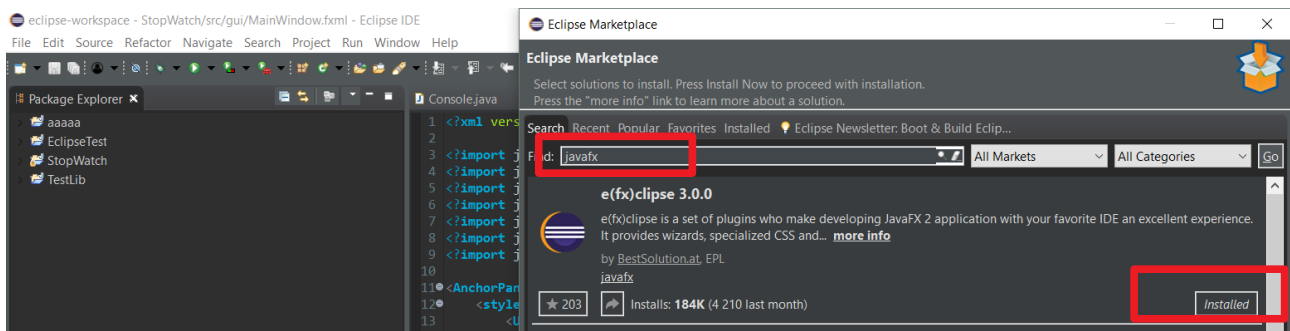 eclipse-workspace - StopWatch/src/gui/MainWindow.fxml - Eclipse IDE
File Edit Source Refactor Navigate Search Project Run Window Help
Package Explorer
aaaaa
EclipseTest
StopWatch
TestLib
Console.java
1 <?xml vers
2
3 <?import j
4 <?import j
5 <?import j
6 <?import j
7 <?import j
8 <?import j
9 <?import j
10
11 <AnchorPan
12 <style
13 <U
Eclipse Marketplace
Eclipse Marketplace
Select solutions to install. Press Install Now to proceed with installation.
Press the "more info" link to learn more about a solution.
Search Recent Popular Favorites Installed Eclipse Newsletter: Boot & Build Eclip...
Find: javafx All Markets All Categories Go
e(fx)clipse 3.0.0
e(fx)clipse is a set of plugins who make developing JavaFX 2 application with your favorite IDE an excellent experience.
It provides wizards, specialized CSS and... more info
by BestSolution.at, EPL
javafx
203 Installs: 184K (4 210 last month) Installed